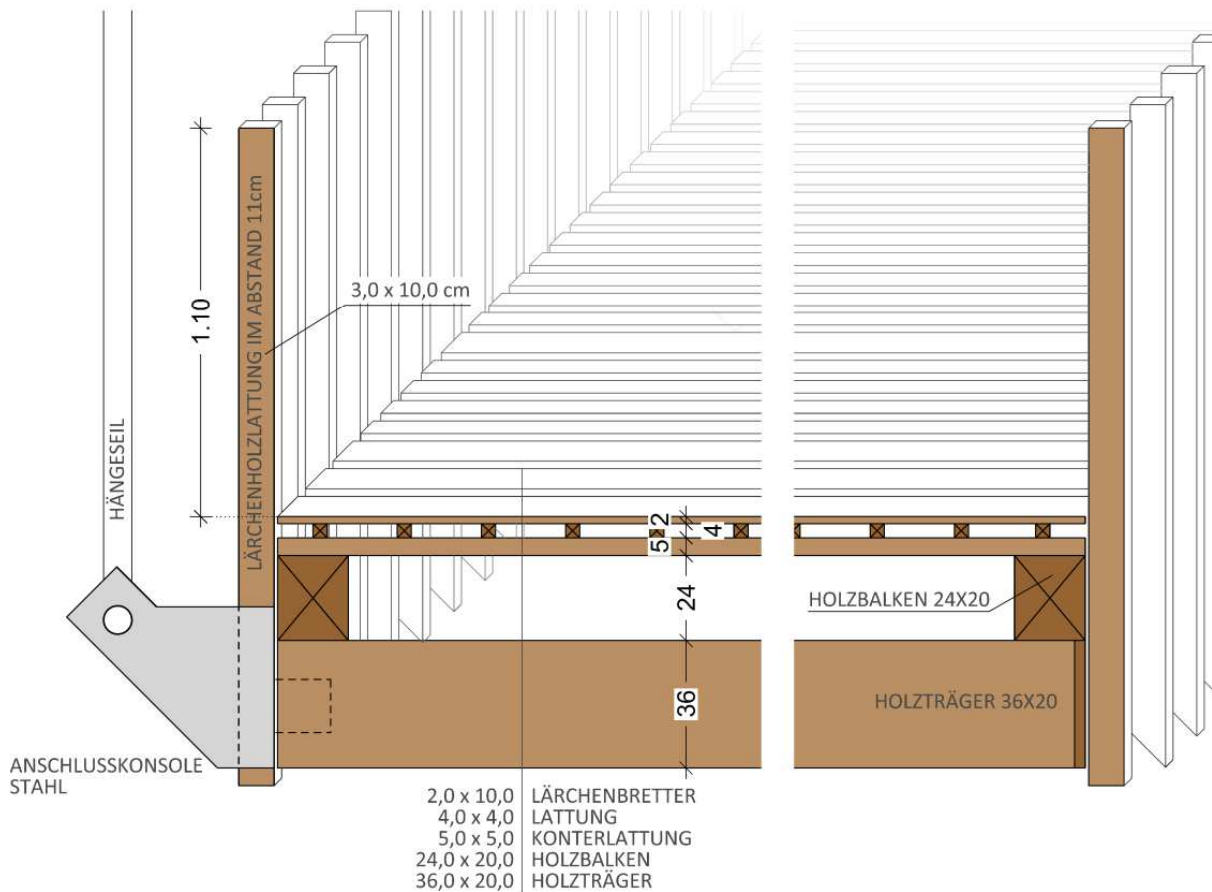 HÄNGESEIL
1.10
LÄRCHENHOLZLATTUNG IM ABSTAND 11cm
3,0 x 10,0 cm
2
4
5
24
36
HOLZBALKEN 24X20
HOLZTRÄGER 36X20
ANSCHLUSSKONSOLE
STAHL
2,0 x 10,0 LÄRCHENBRETTER
4,0 x 4,0 LATTUNG
5,0 x 5,0 KONTERLATTUNG
24,0 x 20,0 HOLZBALKEN
36,0 x 20,0 HOLZTRÄGER